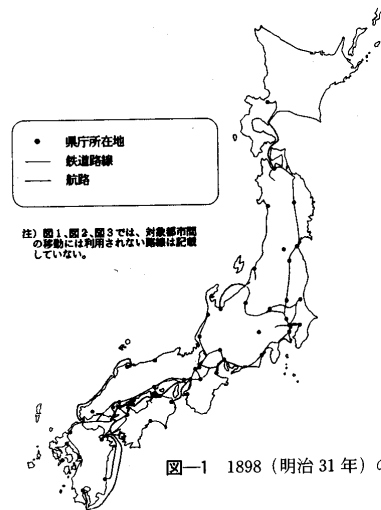 県庁所在地
鉄道路線
航路
注）図1、図2、図3では、対象都市間
の移動には利用されない路線は記載
していない。
図―1 1898（明治31年）の